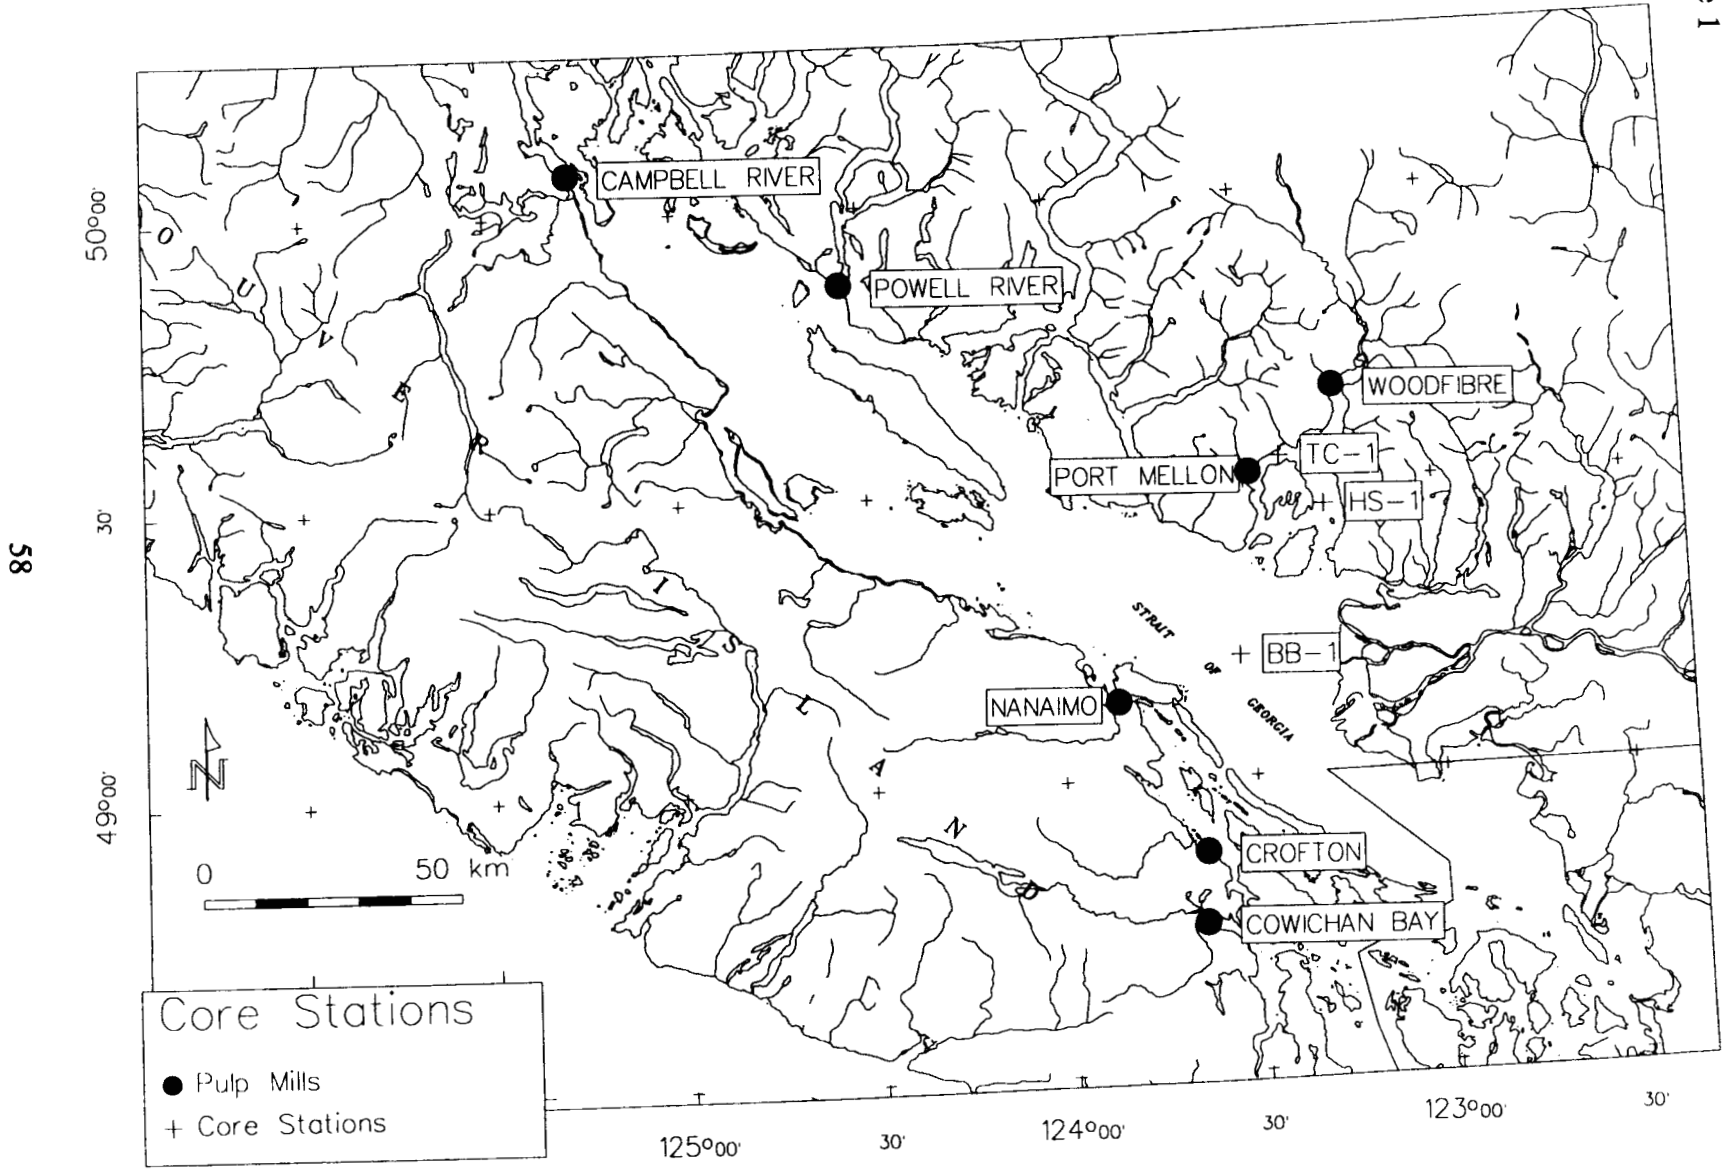 e 1
CAMPBELL RIVER
50°00'
O
U
POWELL RIVER
V
E
R
WOODFIBRE
TC-1
PORT MELLON
HS-1
30'
58
I
S
STRAIT
OF
GEORGIA
BB-1
L
NANAIMO
A
N
49°00'
N
D
CROFTON
0 50 km
COWICHAN BAY
Core Stations
Pulp Mills
+ Core Stations
125°00' 30' 124°00' 30' 123°00' 30'